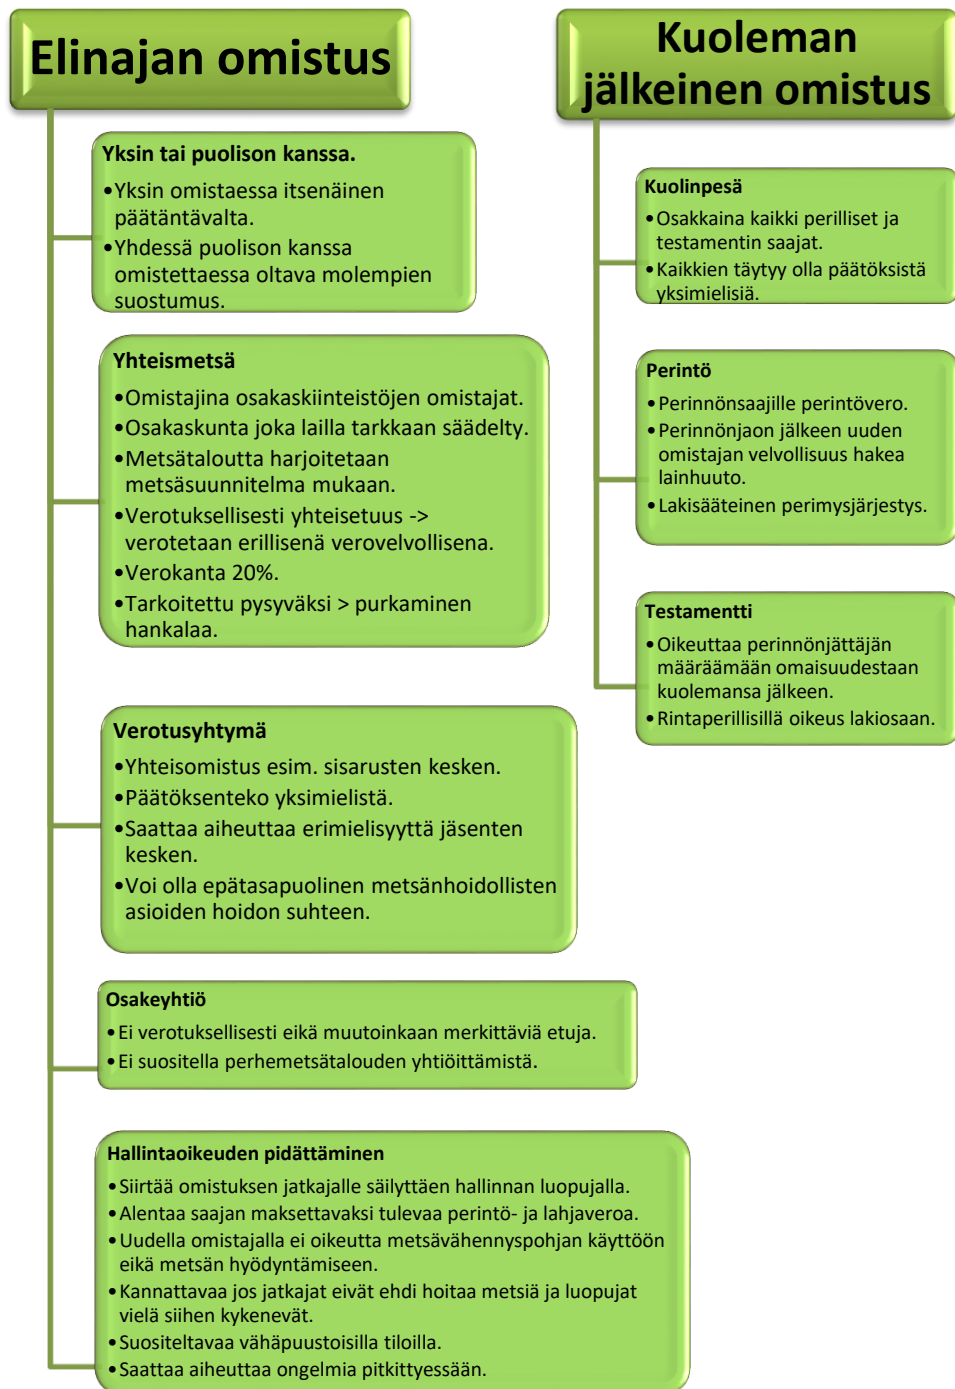 Elinajan omistus
Yksin tai puolison kanssa.
•Yksin omistaessa itsenäinen
päätäntävalta.
•Yhdessä puolison kanssa
omistettaessa oltava molempien
suostumus.
Yhteismetsä
•Omistajina osakaskiinteistöjen omistajat.
•Osakaskunta joka lailla tarkkaan säädelty.
•Metsätaloutta harjoitetaan
metsäsuunnitelma mukaan.
•Verotuksellisesti yhteisetuus ->
verotetaan erillisenä verovelvollisena.
•Verokanta 20%.
•Tarkoitettu pysyväksi > purkaminen
hankalaa.
Verotusyhtymä
•Yhteisomistus esim. sisarusten kesken.
•Päätöksenteko yksimielistä.
•Saattaa aiheuttaa erimielisyyttä jäsenten
kesken.
•Voi olla epätasapuolinen metsänhoidollisten
asioiden hoidon suhteen.
Osakeyhtiö
•Ei verotuksellisesti eikä muutoinkaan merkittäviä etuja.
•Ei suositella perhemetsätalouden yhtiöittämistä.
Hallintaoikeuden pidättäminen
•Siirtää omistuksen jatkajalle säilyttäen hallinnan luopujalla.
•Alentaa saajan maksettavaksi tulevaa perintö- ja lahjaveroa.
•Uudella omistajalla ei oikeutta metsävähennyspohjan käyttöön
eikä metsän hyödyntämiseen.
•Kannattavaa jos jatkajat eivät ehdi hoitaa metsiä ja luopujat
vielä siihen kykenevät.
•Suositeltavaa vähäpuustoisilla tiloilla.
•Saattaa aiheuttaa ongelmia pitkittyessään.
Kuoleman
jälkeinen omistus
Kuolinpesä
•Osakkaina kaikki perilliset ja
testamentin saajat.
•Kaikkien täytyy olla päätöksistä
yksimielisiä.
Perintö
•Perinnönsaajille perintövero.
•Perinnönjaon jälkeen uuden
omistajan velvollisuus hakea
lainhuuto.
•Lakisääteinen perimysjärjestys.
Testamentti
•Oikeuttaa perinnönjättäjän
määräämään omaisuudestaan
kuolemansa jälkeen.
•Rintaperillisillä oikeus lakiosaan.